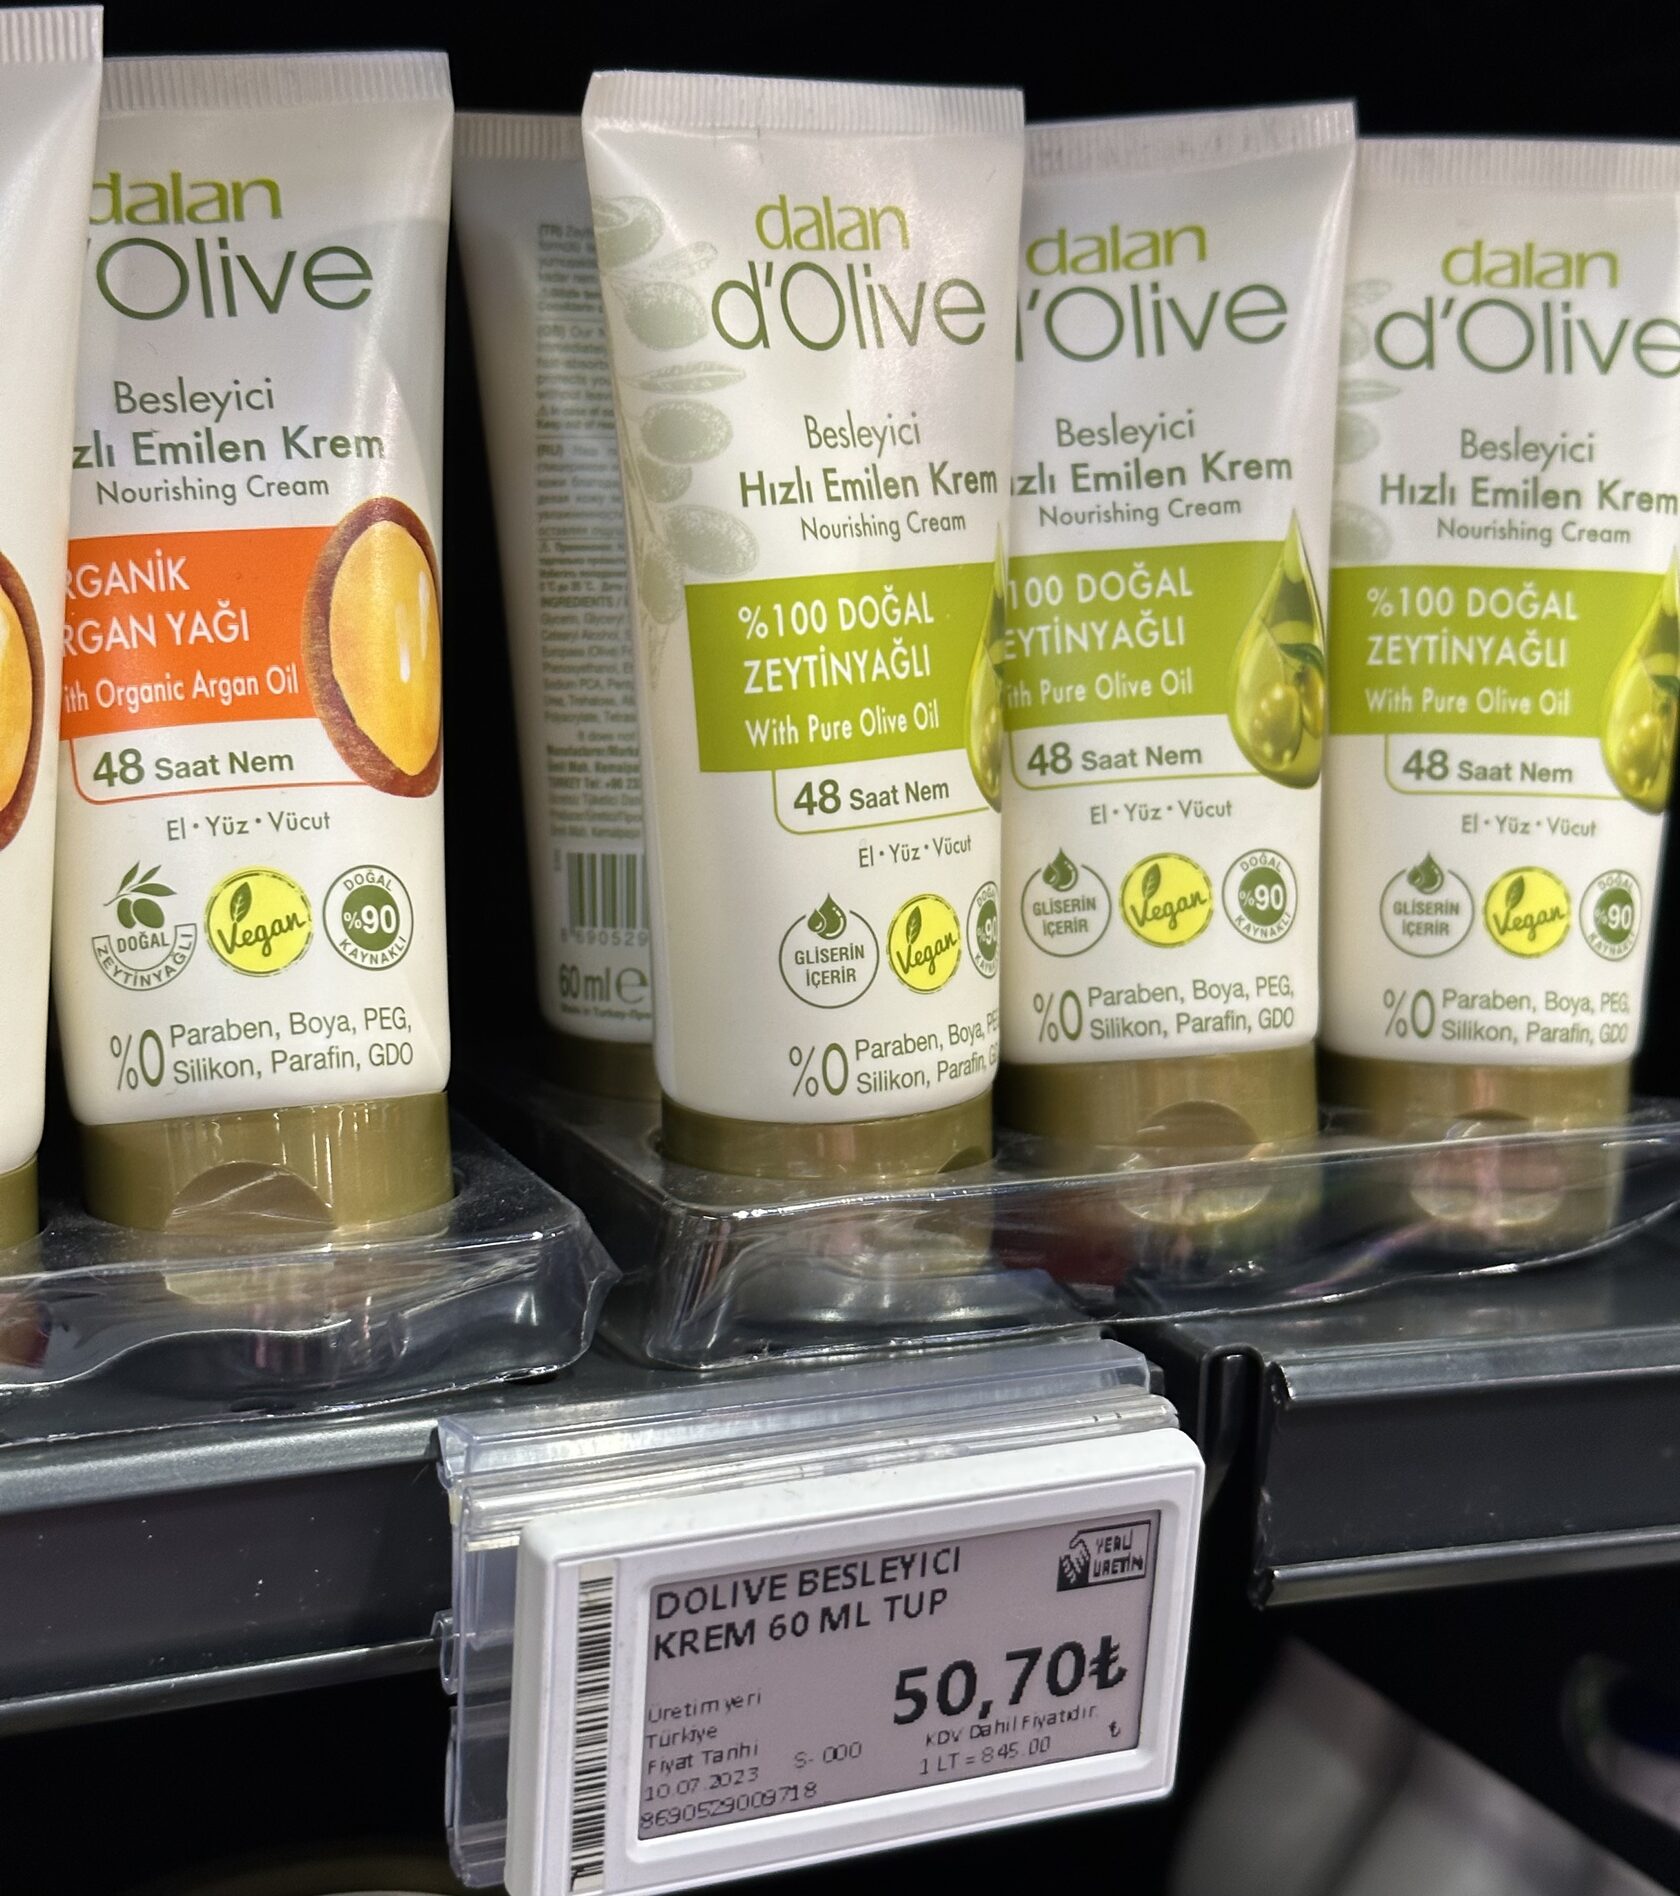 dalan
d'Olive
Besleyici
Hızlı Emilen Krem
Nourishing Cream
%100 DOĞAL
ZEYTİNYAĞLI
With Pure Olive Oil
48 Saat Nem
El • Yüz • Vücut
GLİSERİN
İÇERİR
Vegan
DOĞAL
%90
%0 Paraben, Boya,
Silikon, Parafin,
dalan
Olive
Besleyici
Emilen Krem
Nourishing Cream
YAĞI
Organic Argan Oil
48 Saat Nem
El • Yüz • Vücut
DOĞAL
ZEYTİNYAĞLI
Vegan
DOĞAL
%90
KAYNAKLI
%0 Paraben, Boya, PEG,
Silikon, Parafin, GDO
INGREDIENTS
8 690529
60 ml e
dalan
'Olive
Besleyici
Emilen Krem
Nourishing Cream
100 DOĞAL
Pure Olive Oil
48 Saat Nem
El • Yüz • Vücut
GLİSERİN
İÇERİR
Vegan
DOĞAL
%90
KAYNAKLI
%0 Paraben, Boya, PEG,
Silikon, Parafin, GDO
dalan
d'Olive
Besleyici
Hızlı Emilen Krem
Nourishing Cream
%100 DOĞAL
ZEYTİNYAĞLI
With Pure Olive Oil
48 Saat Nem
El • Yüz • Vücut
GLİSERİN
İÇERİR
Vegan
DOĞAL
%90
KAYNAKLI
%0 Paraben, Boya, PEG,
Silikon, Parafin, GDO
DOLIVE BESLEYICI
KREM 60 ML TUP
YERLİ
ÜRETİM
50,70₺
Üretim yeri
Türkiye
KDV Dahil Fiyatıdır.
Fiyat Tarihi
S- 000
1 LT = 845.00 ₺
10.07.2023
8690529009718